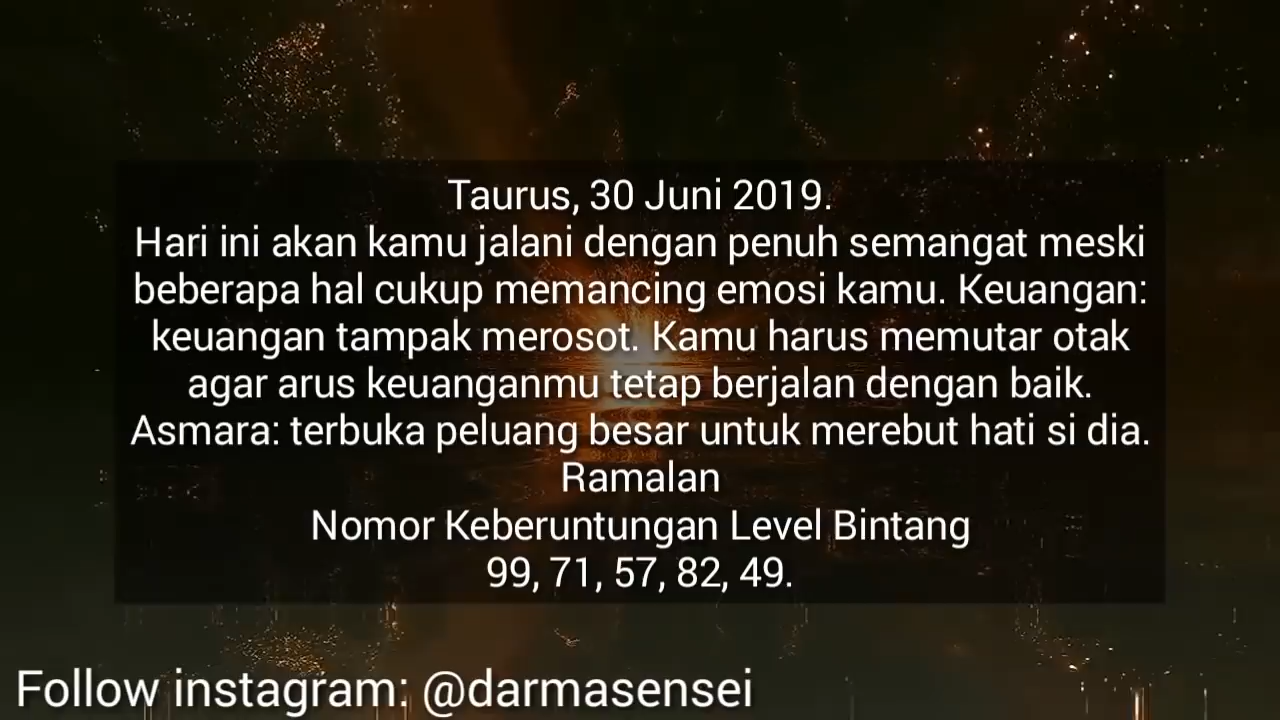 Taurus, 30 Juni 2019.
Hari ini akan kamu jalani dengan penuh semangat meski
beberapa hal cukup memancing emosi kamu. Keuangan:
keuangan tampak merosot. Kamu harus memutar otak
agar arus keuanganmu tetap berjalan dengan baik.
Asmara: terbuka peluang besar untuk merebut hati si dia.
Ramalan
Nomor Keberuntungan Level Bintang
99, 71, 57, 82, 49.
Follow instagram: @darmasensei